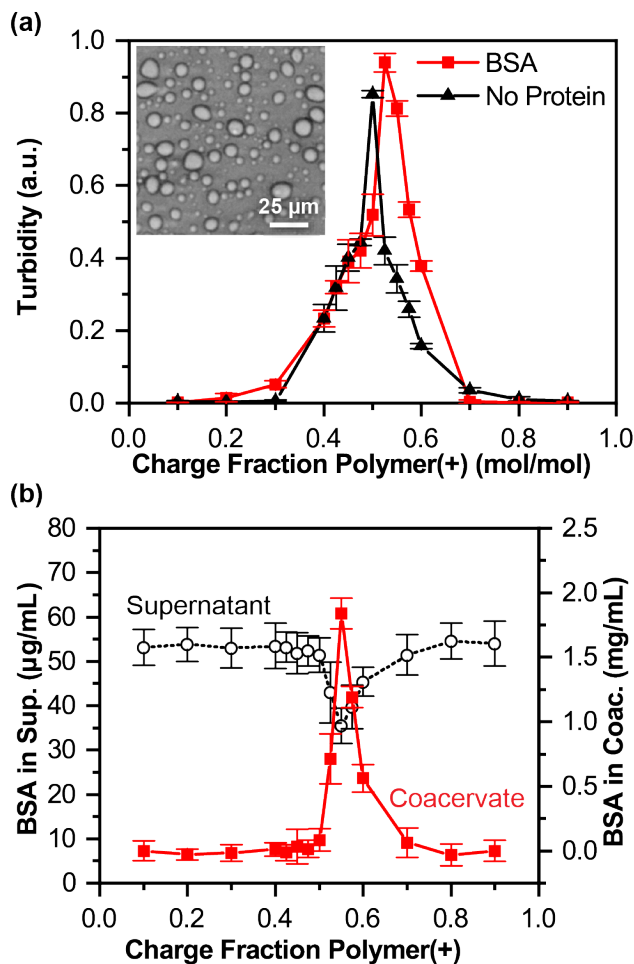 (a)
1.0
0.8
0.6
0.4
0.2
0.0
Turbidity (a.u.)
BSA
No Protein
25 µm
0.0 0.2 0.4 0.6 0.8 1.0
Charge Fraction Polymer(+) (mol/mol)
(b)
80
70
60
50
40
30
20
10
0
BSA in Sup. (µg/mL)
Supernatant
Coacervate
2.5
2.0
1.5
1.0
0.5
0.0
BSA in Coac. (mg/mL)
0.0 0.2 0.4 0.6 0.8 1.0
Charge Fraction Polymer(+)